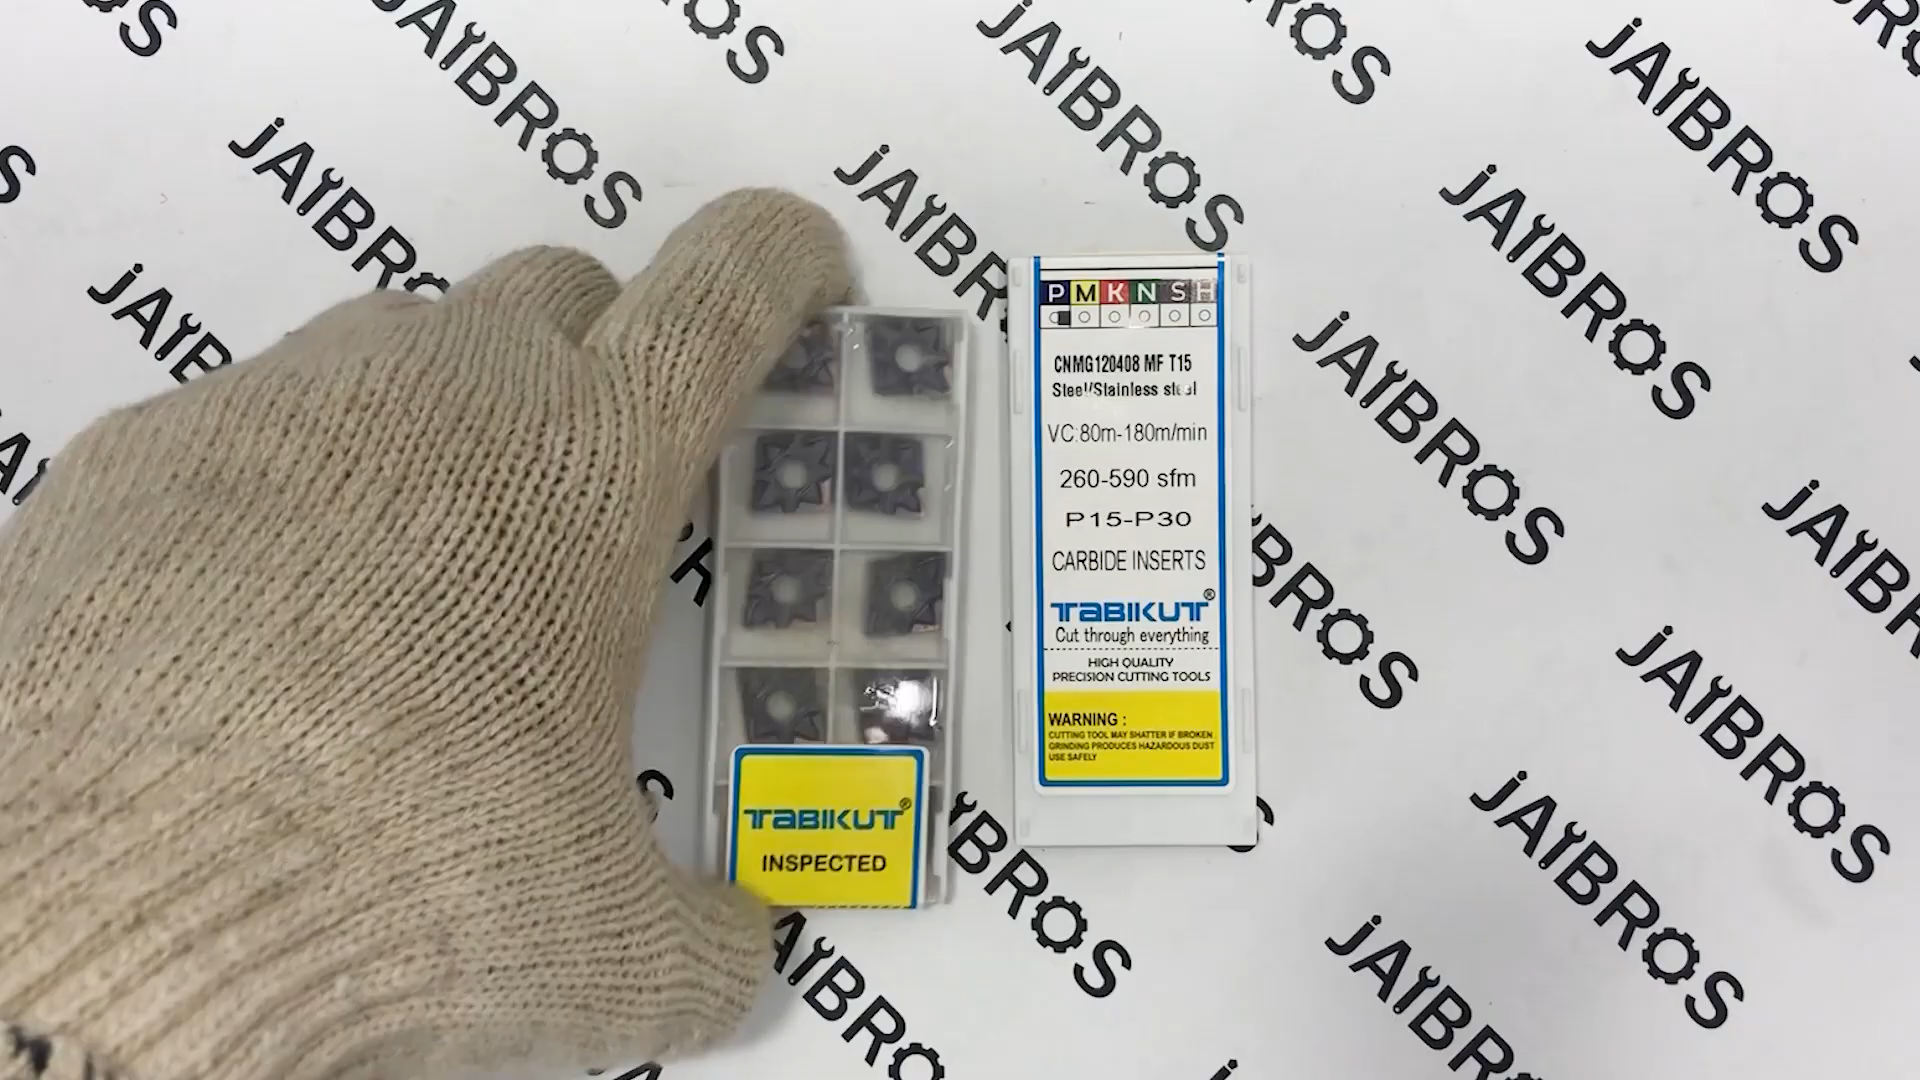 JAIBROS
P M K N S H
CNMG120408 MF T15
Steel/Stainless steel
VC:80m-180m/min
260-590 sfm
P15-P30
CARBIDE INSERTS
TABIKUT®
Cut through everything
HIGH QUALITY
PRECISION CUTTING TOOLS
WARNING :
CUTTING TOOL MAY SHATTER IF BROKEN
GRINDING PRODUCES HAZARDOUS DUST
USE SAFELY
TABIKUT®
INSPECTED